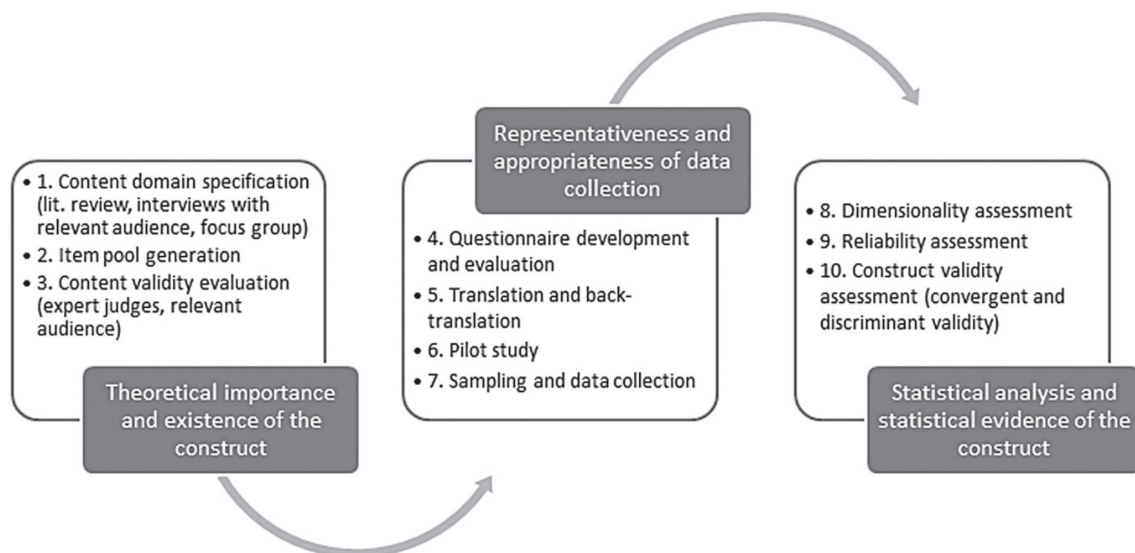 • 1. Content domain specification
(lit. review, interviews with
relevant audience, focus group)
• 2. Item pool generation
• 3. Content validity evaluation
(expert judges, relevant
audience)
Theoretical importance
and existence of the
construct
Representativeness and
appropriateness of data
collection
• 4. Questionnaire development
and evaluation
• 5. Translation and back-
translation
• 6. Pilot study
• 7. Sampling and data collection
• 8. Dimensionality assessment
• 9. Reliability assessment
• 10. Construct validity
assessment (convergent and
discriminant validity)
Statistical analysis and
statistical evidence of the
construct